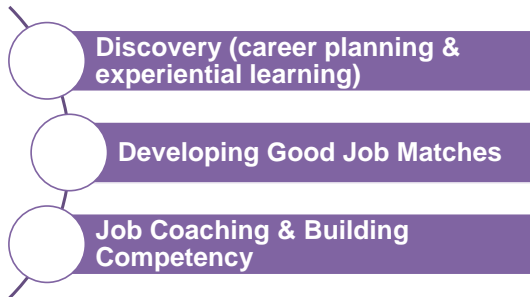 Discovery (career planning &
experiential learning)
Developing Good Job Matches
Job Coaching & Building
Competency